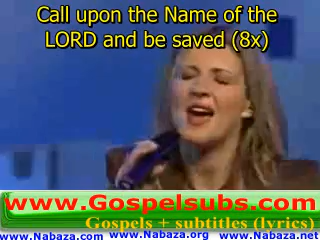 Call upon the Name of the
LORD and be saved (8x)
www.Gospelsubs.com
Gospels + subtitles (lyrics)
www.Nabaza.com www.Nabaza.org www.Nabaza.net